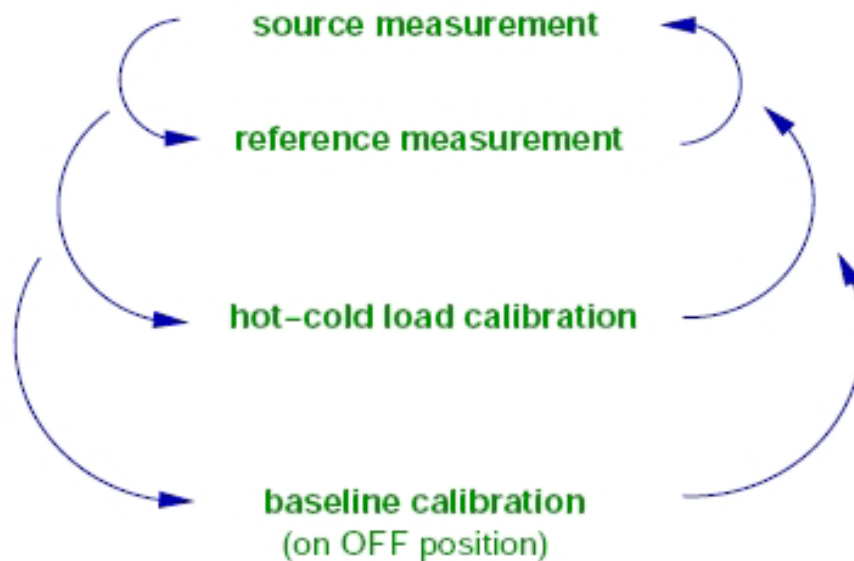 source measurement
reference measurement
hot–cold load calibration
baseline calibration
(on OFF position)